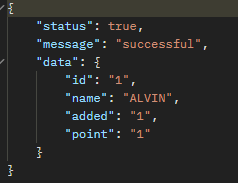 {
    "status": true,
    "message": "successful",
    "data": {
        "id": "1",
        "name": "ALVIN",
        "added": "1",
        "point": "1"
    }
}